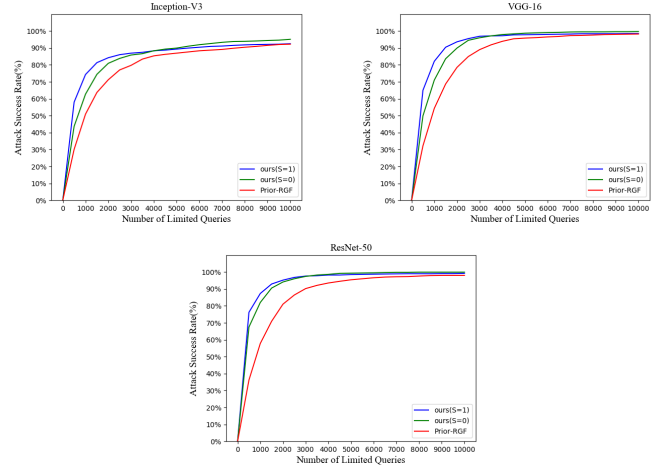 Inception-V3
100%
90%
80%
70%
60%
50%
40%
30%
20%
10%
0%
Attack Success Rate(%)
ours(S=1)
ours(S=0)
Prior-RGF
0 1000 2000 3000 4000 5000 6000 7000 8000 9000 10000
Number of Limited Queries
VGG-16
100%
90%
80%
70%
60%
50%
40%
30%
20%
10%
0%
Attack Success Rate(%)
ours(S=1)
ours(S=0)
Prior-RGF
0 1000 2000 3000 4000 5000 6000 7000 8000 9000 10000
Number of Limited Queries
ResNet-50
100%
90%
80%
70%
60%
50%
40%
30%
20%
10%
0%
Attack Success Rate(%)
ours(S=1)
ours(S=0)
Prior-RGF
0 1000 2000 3000 4000 5000 6000 7000 8000 9000 10000
Number of Limited Queries